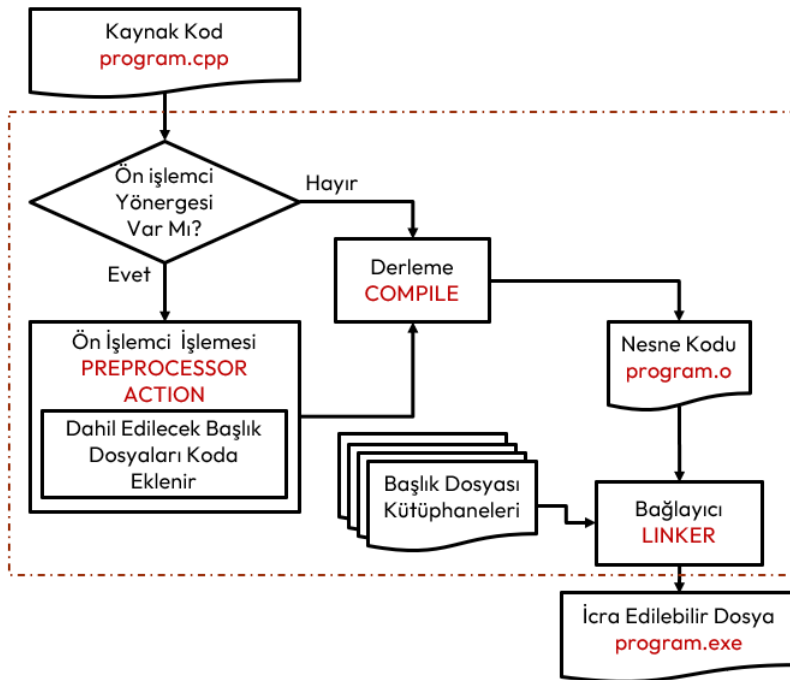 Kaynak Kod
program.cpp
Ön işlemci
Yönergesi
Var Mı?
Hayır
Evet
Derleme
COMPILE
Ön İşlemci İşlemesi
PREPROCESSOR
ACTION
Dahil Edilecek Başlık
Dosyaları Koda
Eklenir
Nesne Kodu
program.o
Başlık Dosyası
Kütüphaneleri
Bağlayıcı
LINKER
İcra Edilebilir Dosya
program.exe